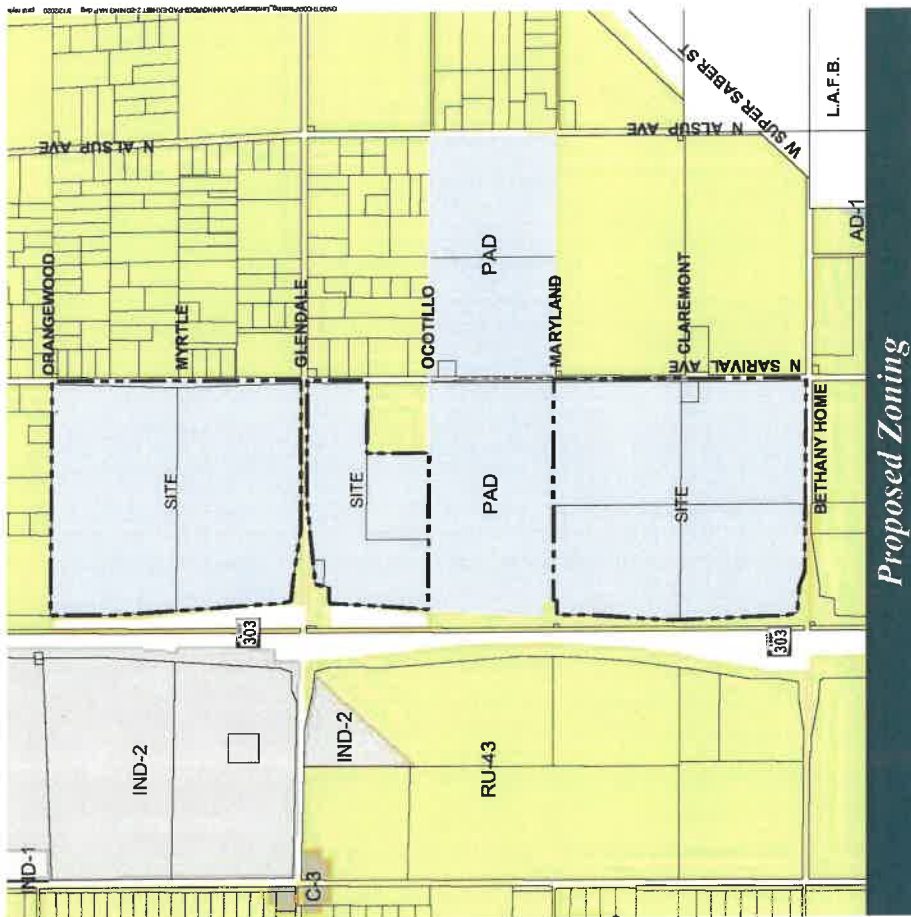 N ALSUP AVE
ORANGEWOOD
MYRTLE
GLENDALE
OCOTILLO
MARYLAND
CLAREMONT
BETHANY HOME
N SARIVAL AVE
N ALSUP AVE
W SUPER SABER ST
L.A.F.B.
AD-1
PAD
SITE
SITE
PAD
SITE
303
303
IND-2
IND-2
RU-43
C-3
ND-1
Proposed Zoning